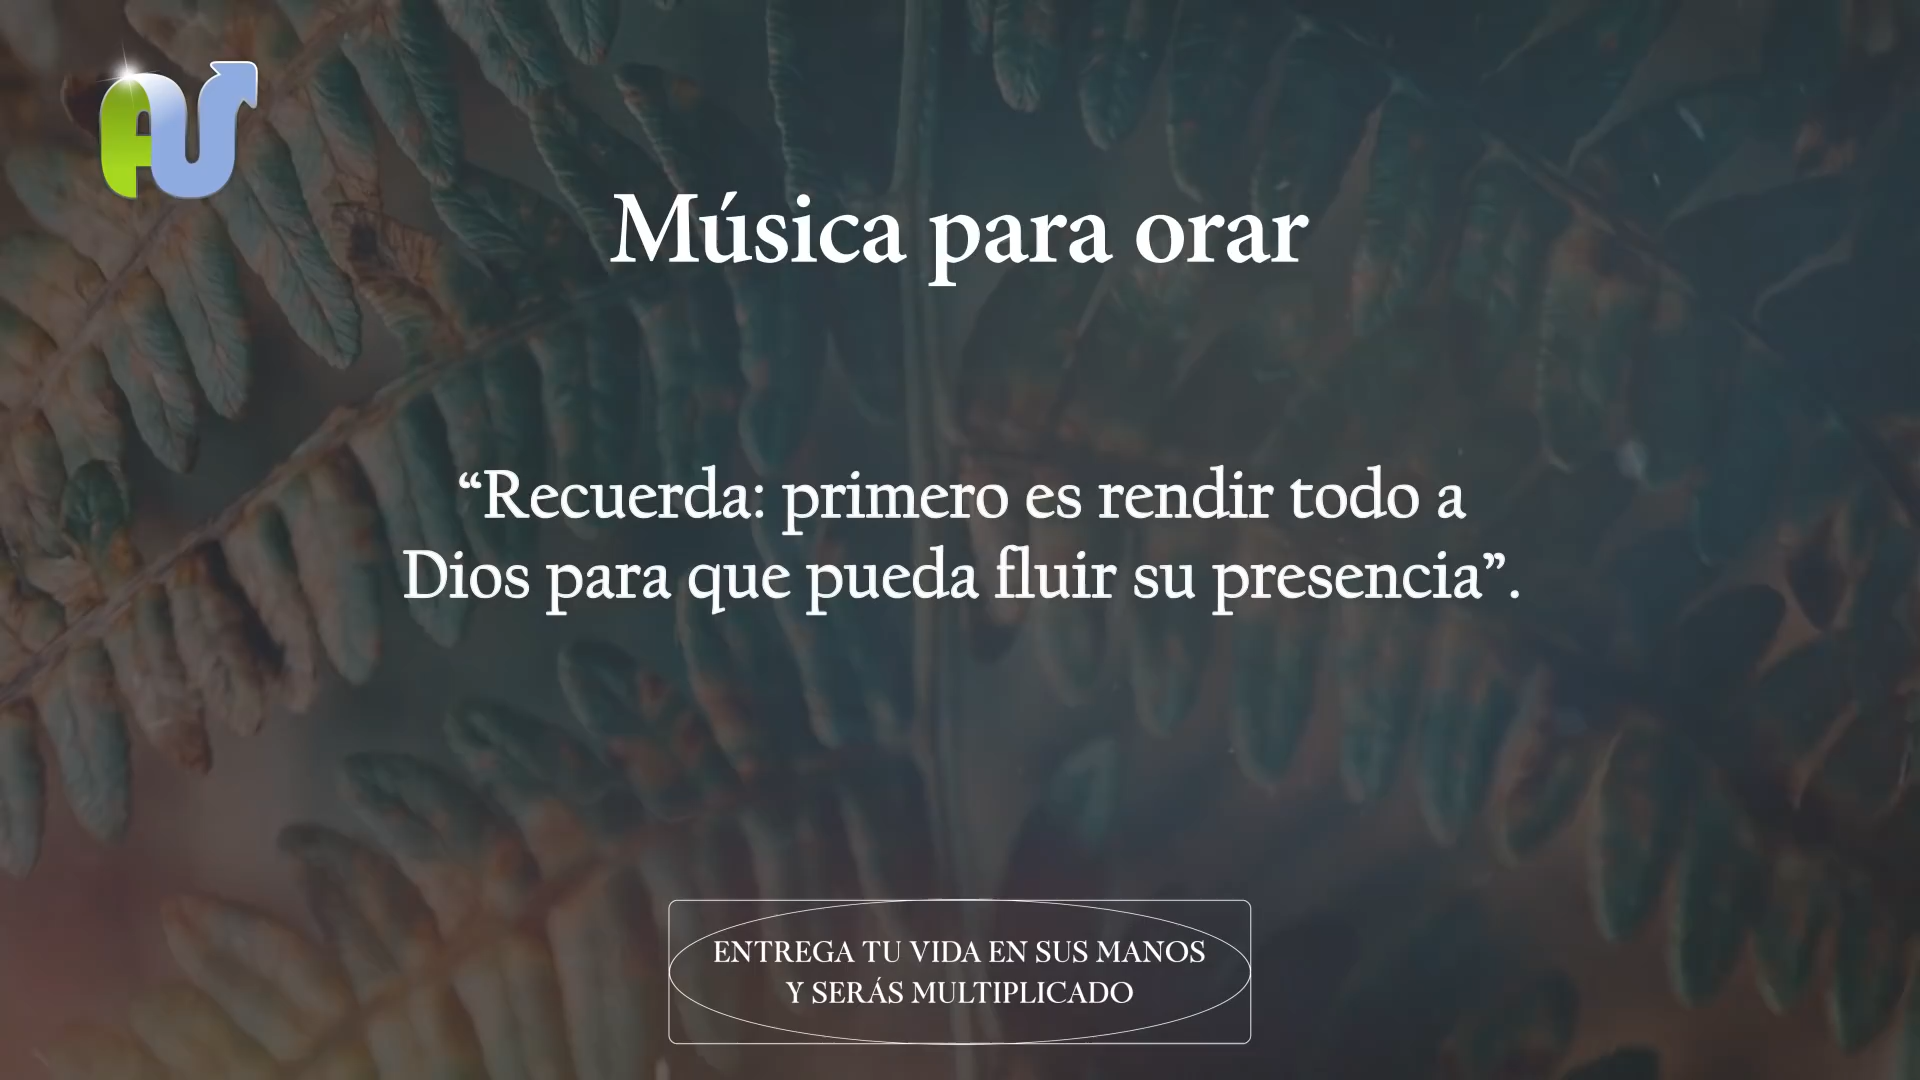 Música para orar
“Recuerda: primero es rendir todo a
Dios para que pueda fluir su presencia”.
ENTREGA TU VIDA EN SUS MANOS
Y SERÁS MULTIPLICADO